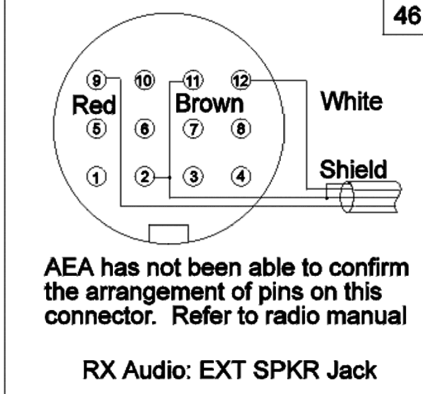 46
9 10 11 12
Red Brown White
5 6 7 8
Shield
1 2 3 4
AEA has not been able to confirm
the arrangement of pins on this
connector. Refer to radio manual
RX Audio: EXT SPKR Jack